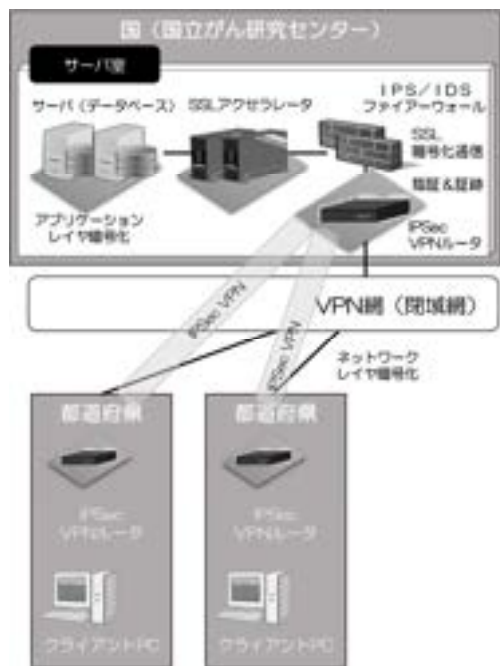 国（国立がん研究センター）
サーバ室
サーバ（データベース）
SSLアクセラレータ
IPS/IDS
ファイアーウォール
SSL
暗号化通信
アプリケーション
レイヤ暗号化
IPSec
VPNルータ
VPN網（閉域網）
IPSec VPN
IPSec VPN
ネットワーク
レイヤ暗号化
都道府県
IPSec
VPNルータ
クライアントPC
都道府県
IPSec
VPNルータ
クライアントPC